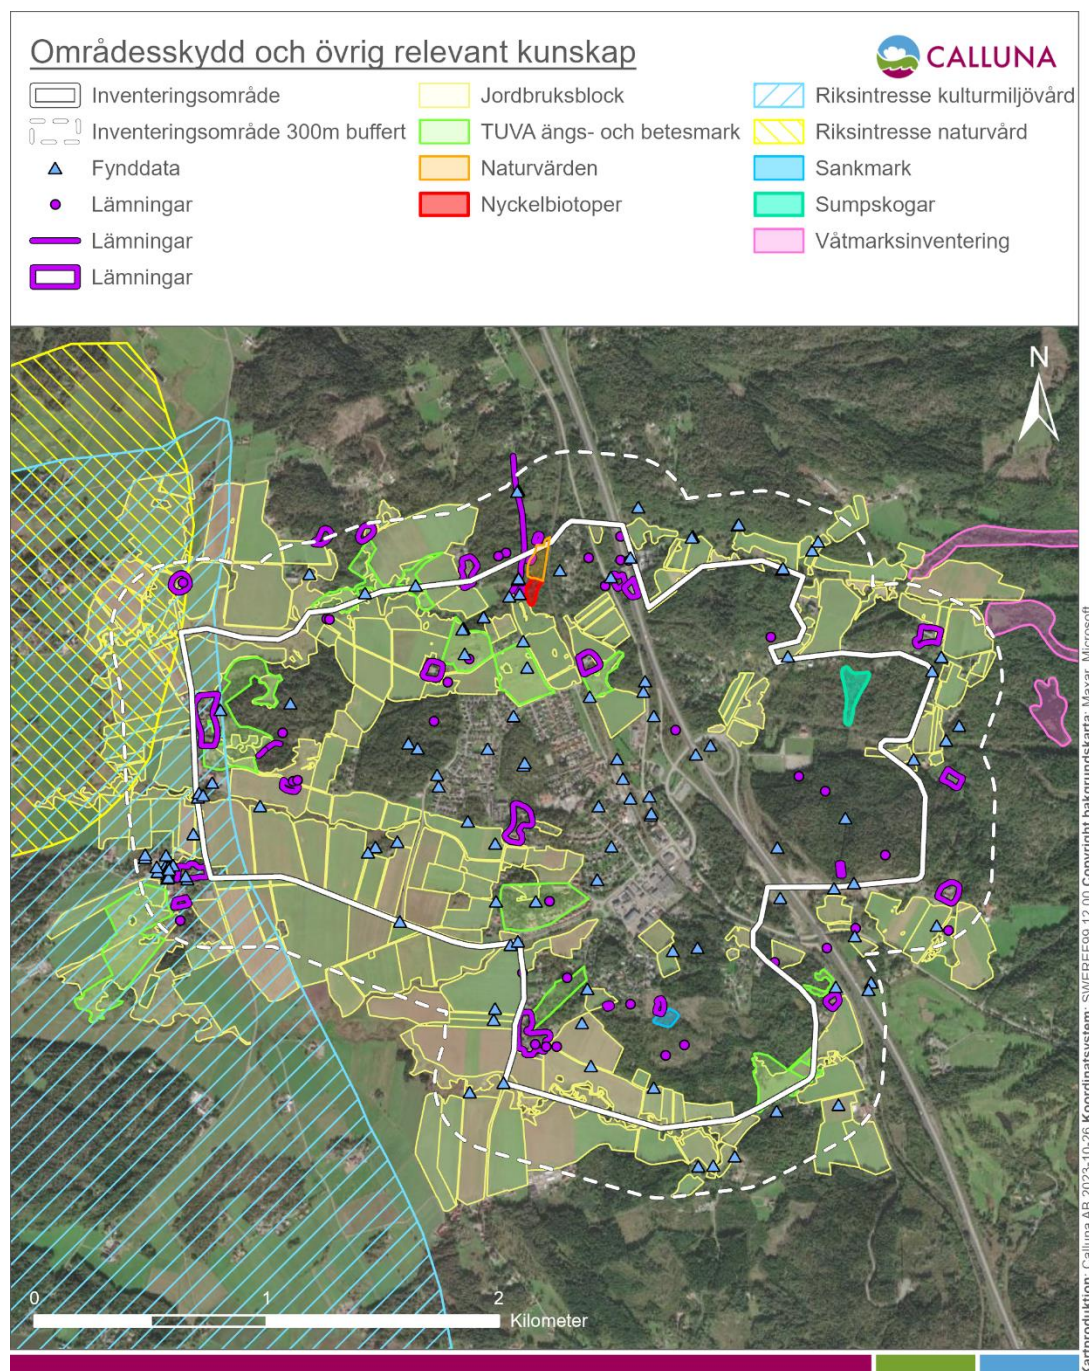 Områdesskydd och övrig relevant kunskap
CALLUNA
Inventeringsområde
Inventeringsområde 300m buffert
Fynddata
Lämningar
Lämningar
Lämningar
Jordbruksblock
TUVA ängs- och betesmark
Naturvärden
Nyckelbiotoper
Riksintresse kulturmiljövård
Riksintresse naturvård
Sankmark
Sumpskogar
Våtmarksinventering
N
0 1 2
Kilometer
Kartproduktion: Calluna AB 2023-10-26 Koordinatsystem: SWEREF99 12 00 Copyright bakgrundskarta: Maxar, Microsoft